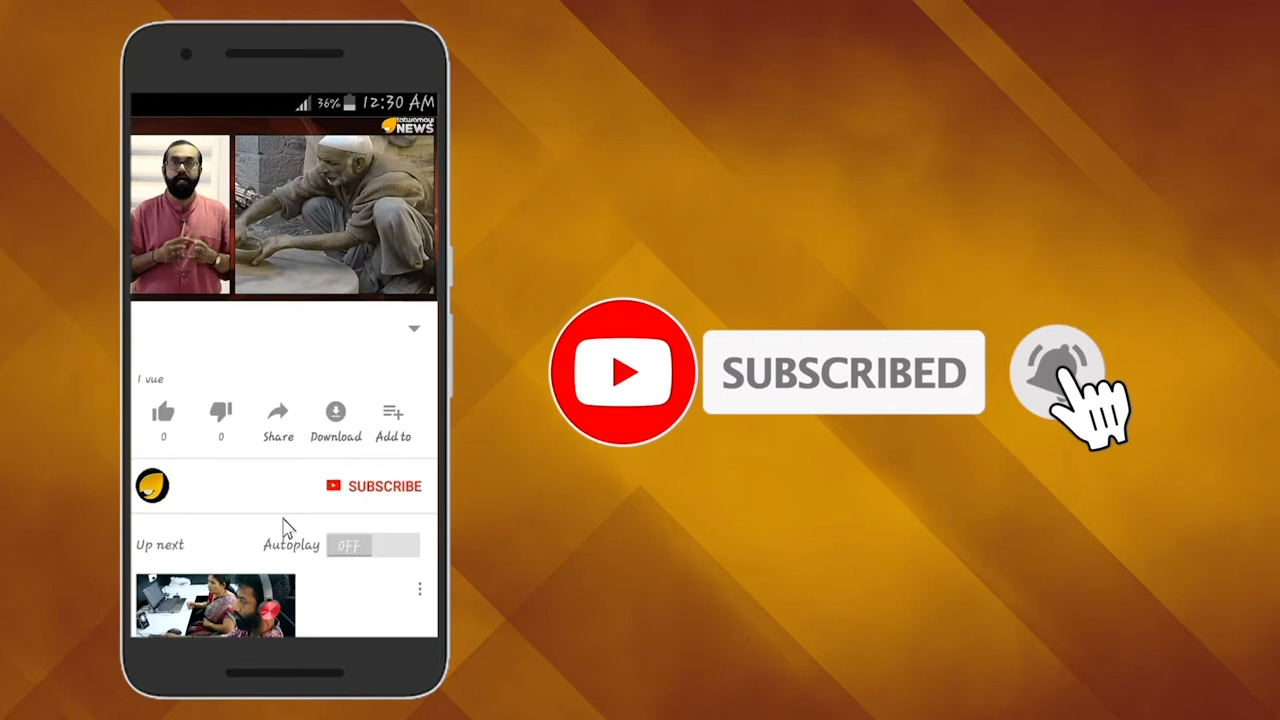 36% 12:30 AM
tatwamayi
NEWS
1 vue
0 0 Share Download Add to
SUBSCRIBE
Up next Autoplay OFF
SUBSCRIBED